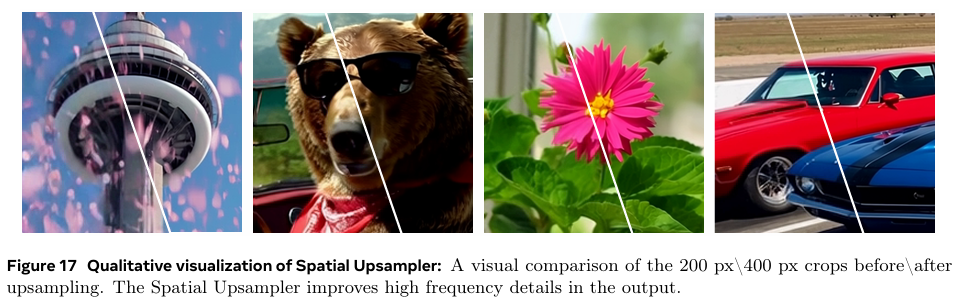 Figure 17 Qualitative visualization of Spatial Upsampler: A visual comparison of the 200 px\400 px crops before\after
upsampling. The Spatial Upsampler improves high frequency details in the output.